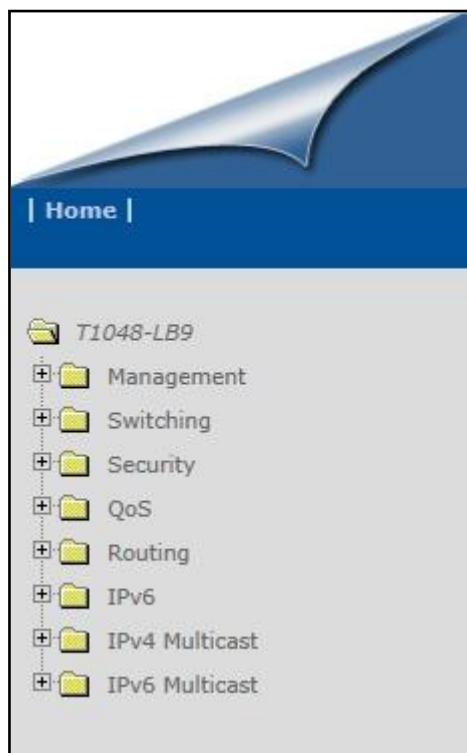 | Home |
T1048-LB9
Management
Switching
Security
QoS
Routing
IPv6
IPv4 Multicast
IPv6 Multicast